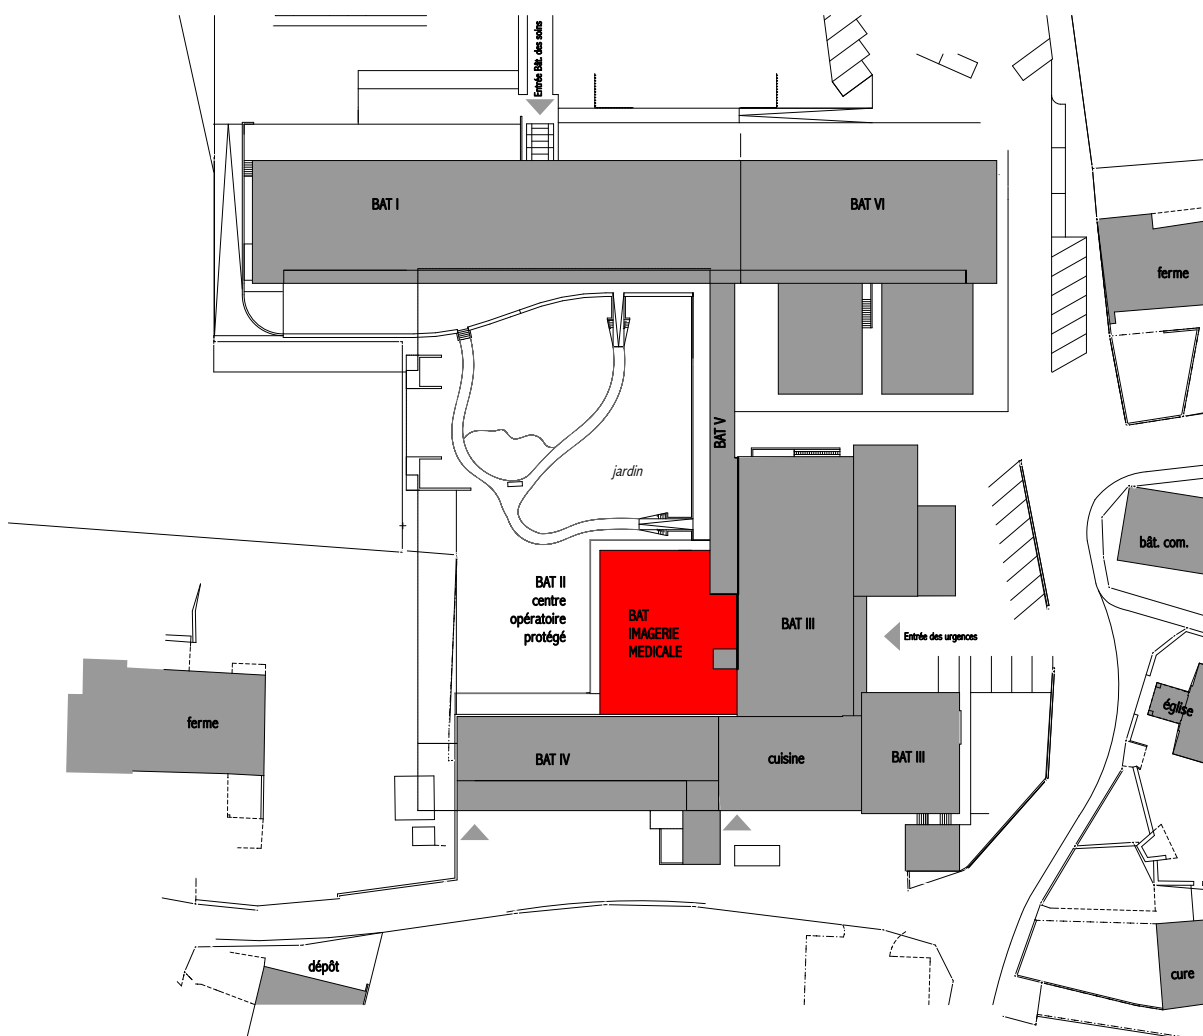 Entrée Bât. des soins
BAT I
BAT VI
ferme
BAT V
jardin
bât. com.
BAT II
centre
opératoire
protégé
BAT
IMAGERIE
MEDICALE
BAT III
Entrée des urgences
église
ferme
BAT IV
cuisine
BAT III
dépôt
cure